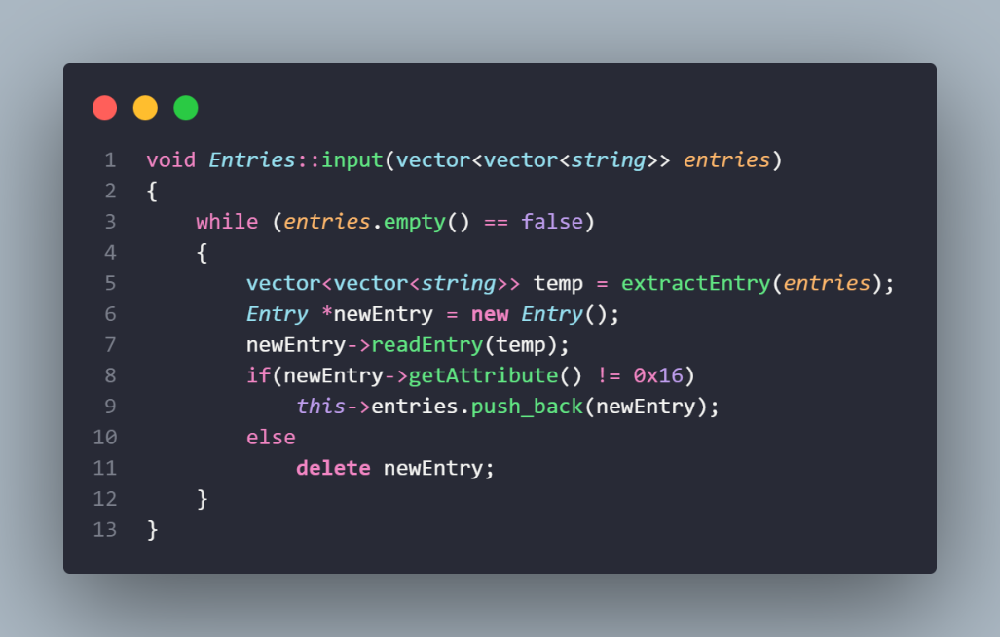 1 void Entries::input(vector<vector<string>> entries)
2 {
3     while (entries.empty() == false)
4     {
5         vector<vector<string>> temp = extractEntry(entries);
6         Entry *newEntry = new Entry();
7         newEntry->readEntry(temp);
8         if(newEntry->getAttribute() != 0x16)
9             this->entries.push_back(newEntry);
10         else
11             delete newEntry;
12     }
13 }